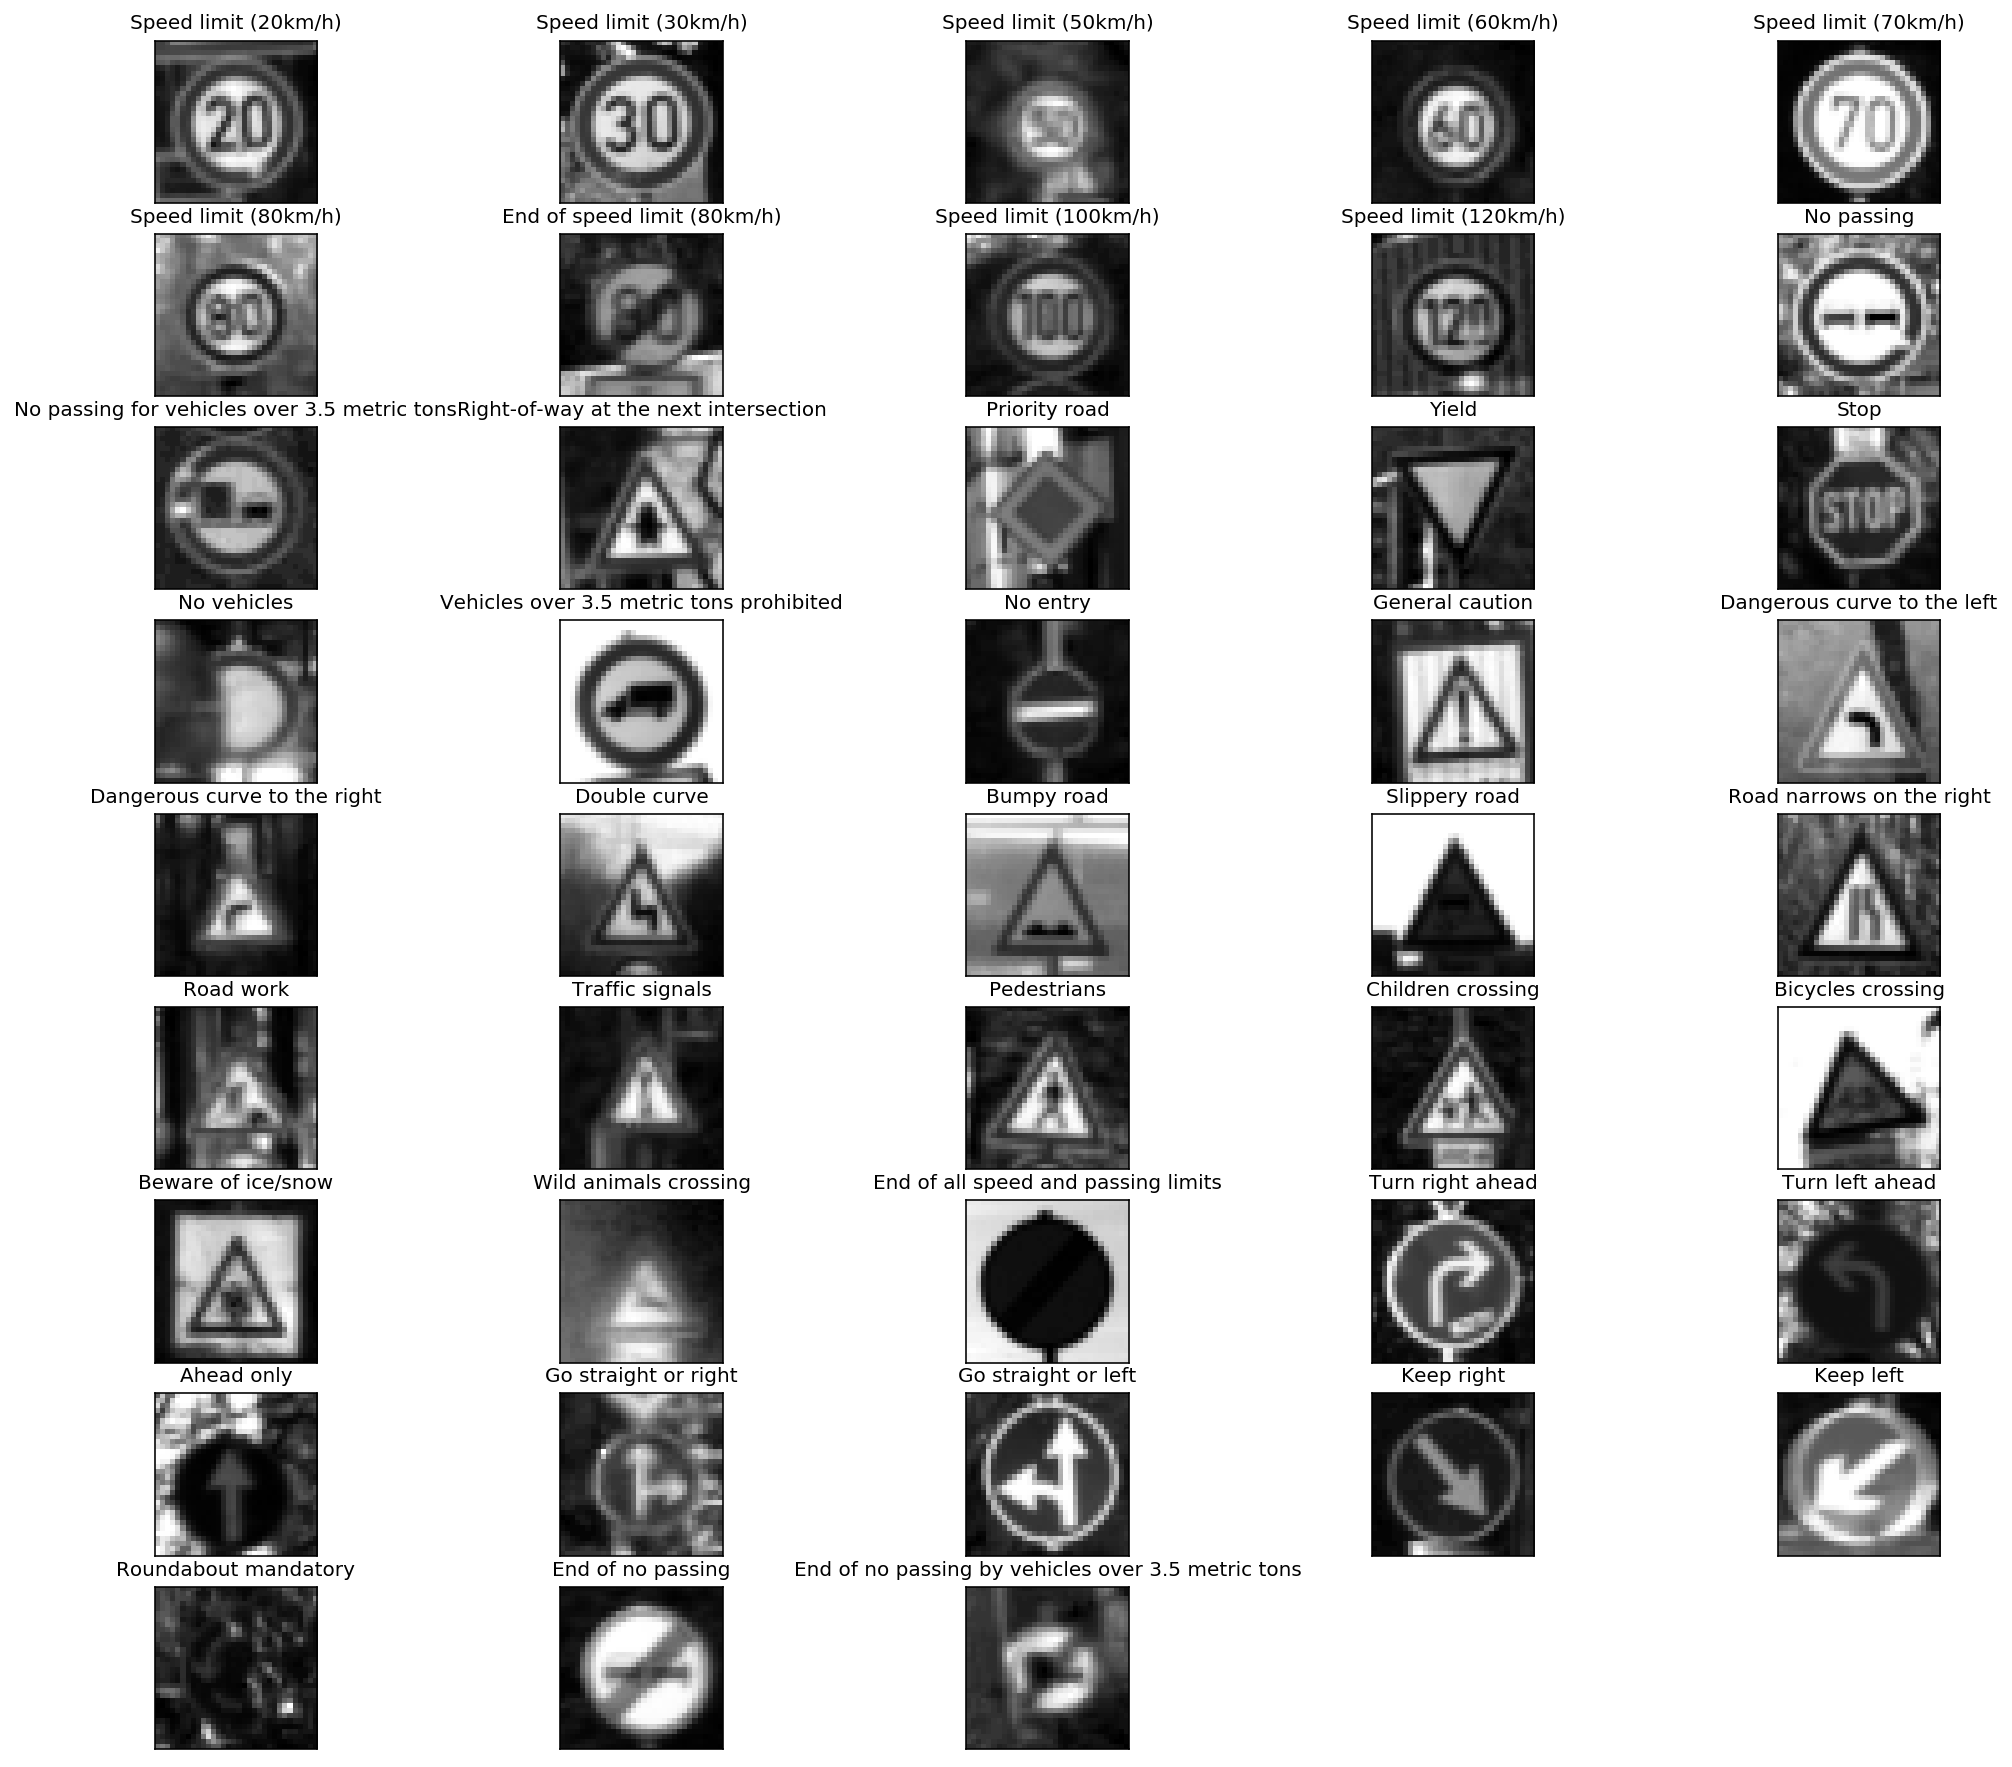 Speed limit (20km/h)
Speed limit (30km/h)
Speed limit (50km/h)
Speed limit (60km/h)
Speed limit (70km/h)
20
30
50
60
70
Speed limit (80km/h)
End of speed limit (80km/h)
Speed limit (100km/h)
Speed limit (120km/h)
No passing
80
80
100
120
No passing for vehicles over 3.5 metric tons
Right-of-way at the next intersection
Priority road
Yield
Stop
STOP
No vehicles
Vehicles over 3.5 metric tons prohibited
No entry
General caution
Dangerous curve to the left
Dangerous curve to the right
Double curve
Bumpy road
Slippery road
Road narrows on the right
Road work
Traffic signals
Pedestrians
Children crossing
Bicycles crossing
Beware of ice/snow
Wild animals crossing
End of all speed and passing limits
Turn right ahead
Turn left ahead
Ahead only
Go straight or right
Go straight or left
Keep right
Keep left
Roundabout mandatory
End of no passing
End of no passing by vehicles over 3.5 metric tons